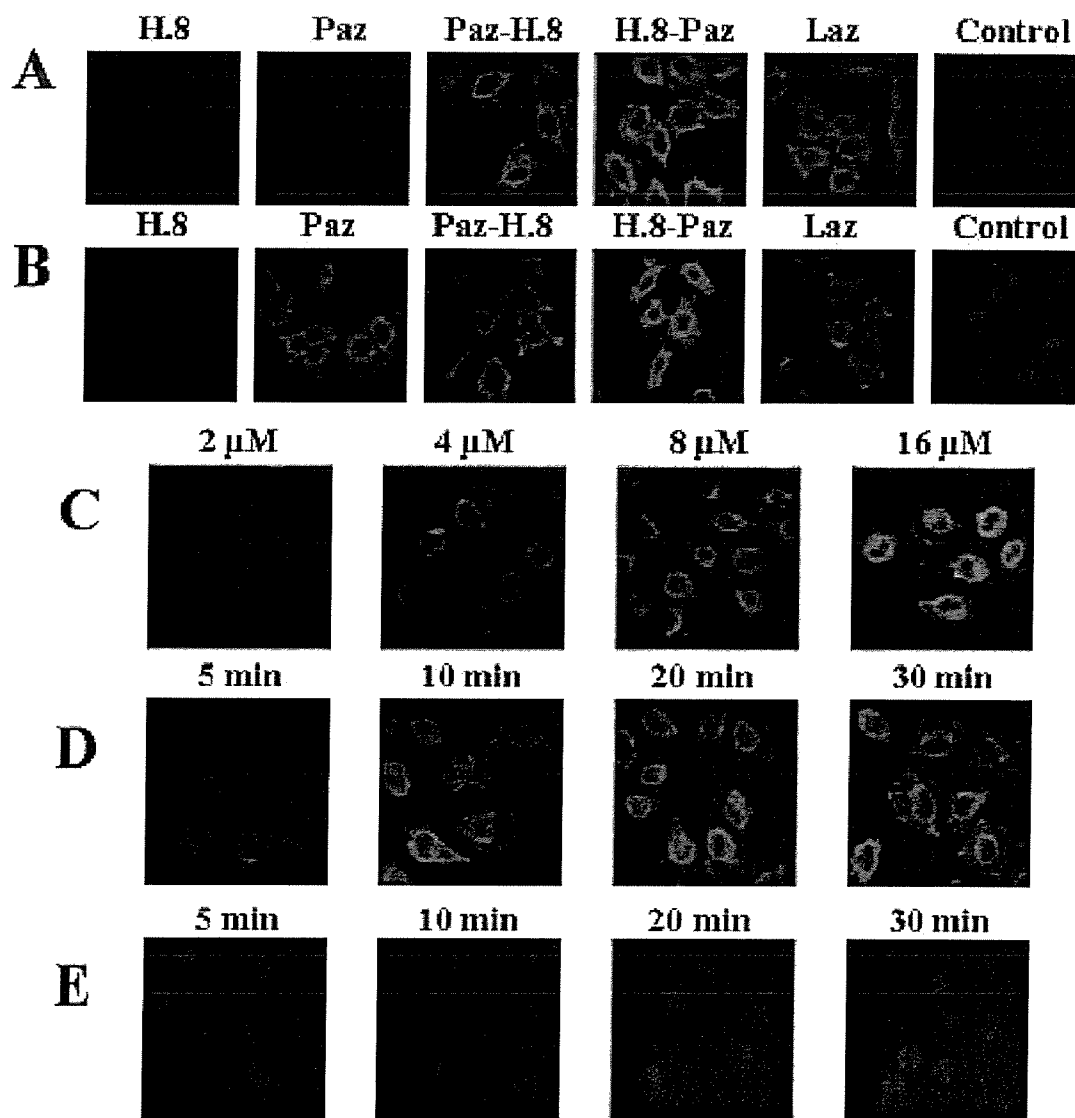 H.8 Paz Paz-H.8 H.8-Paz Laz Control
A
H.8 Paz Paz-H.8 H.8-Paz Laz Control
B
2 µM 4 µM 8 µM 16 µM
C
5 min 10 min 20 min 30 min
D
5 min 10 min 20 min 30 min
E